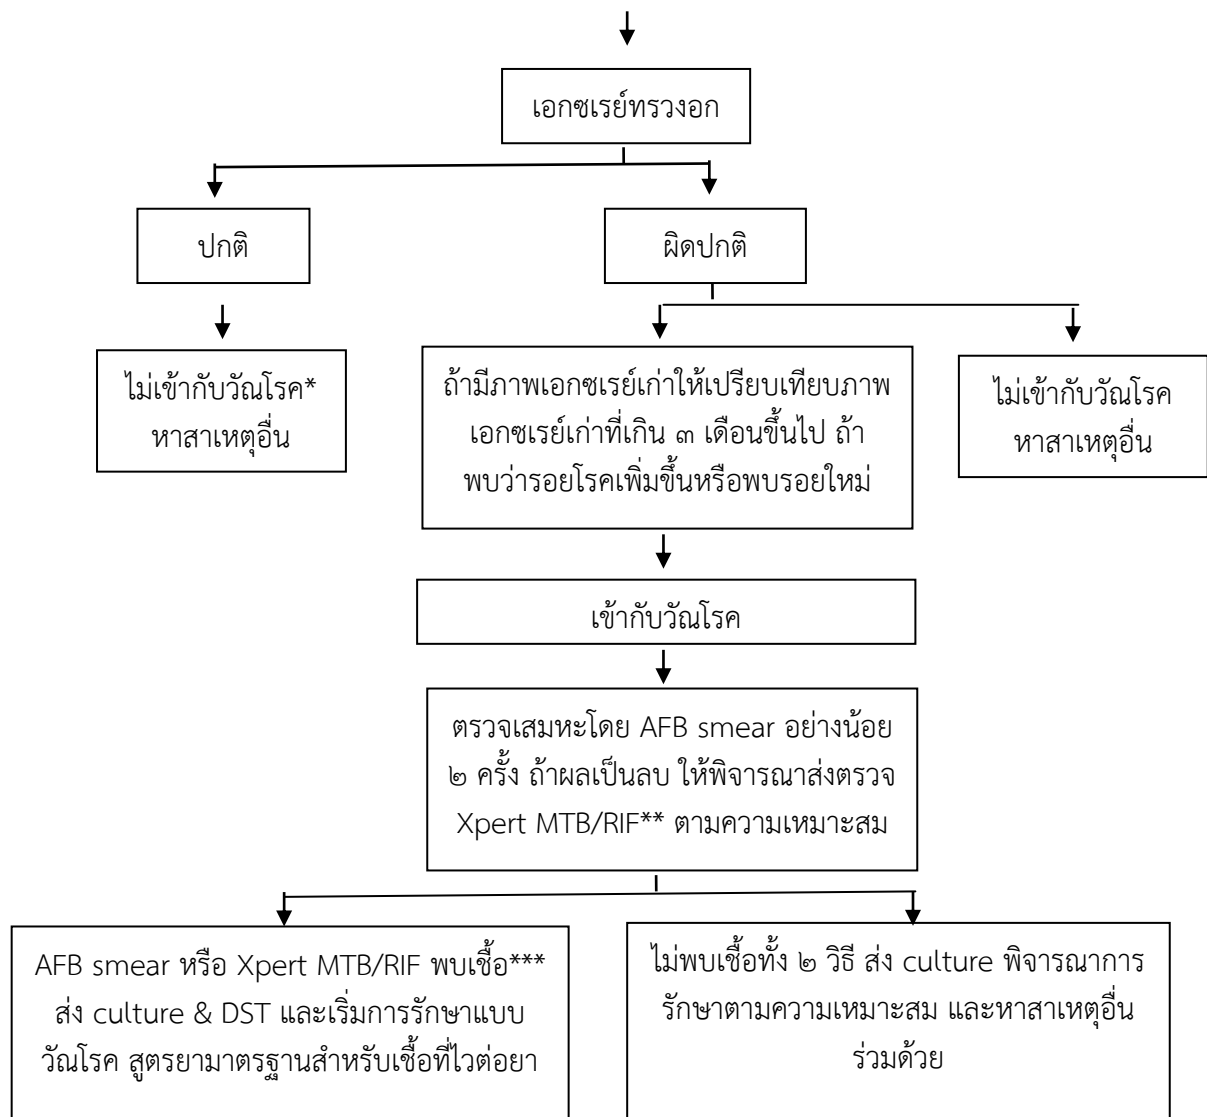 เอกซเรย์ทรวงอก
ปกติ
ผิดปกติ
ไม่เข้ากับวัณโรค*
หาสาเหตุอื่น
ถ้ามีภาพเอกซเรย์เก่าให้เปรียบเทียบภาพ
เอกซเรย์เก่าที่เกิน ๓ เดือนขึ้นไป ถ้า
พบว่ารอยโรคเพิ่มขึ้นหรือพบรอยใหม่
ไม่เข้ากับวัณโรค
หาสาเหตุอื่น
เข้ากับวัณโรค
ตรวจเสมหะโดย AFB smear อย่างน้อย
๒ ครั้ง ถ้าผลเป็นลบ ให้พิจารณาส่งตรวจ
Xpert MTB/RIF** ตามความเหมาะสม
AFB smear หรือ Xpert MTB/RIF พบเชื้อ***
ส่ง culture & DST และเริ่มการรักษาแบบ
วัณโรค สูตรยามาตรฐานสำหรับเชื้อที่ไวต่อยา
ไม่พบเชื้อทั้ง ๒ วิธี ส่ง culture พิจารณาการ
รักษาตามความเหมาะสม และหาสาเหตุอื่น
ร่วมด้วย